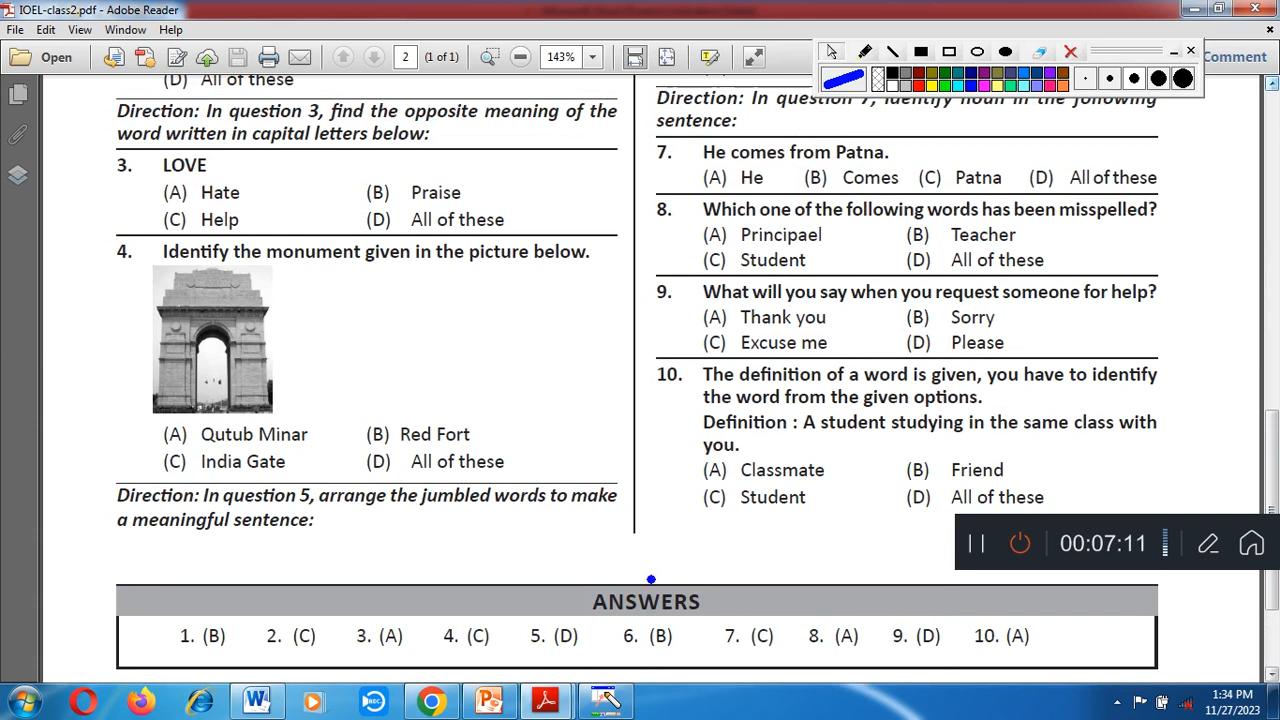 IOEL-class2.pdf - Adobe Reader
File Edit View Window Help
Open 2 (1 of 1) 143% Comment
(D) All of these
Direction: In question 3, find the opposite meaning of the
word written in capital letters below:
3. LOVE
(A) Hate (B) Praise
(C) Help (D) All of these
4. Identify the monument given in the picture below.
(A) Qutub Minar (B) Red Fort
(C) India Gate (D) All of these
Direction: In question 5, arrange the jumbled words to make
a meaningful sentence:
Direction: In question 7, identify noun in the following
sentence:
7. He comes from Patna.
(A) He (B) Comes (C) Patna (D) All of these
8. Which one of the following words has been misspelled?
(A) Principael (B) Teacher
(C) Student (D) All of these
9. What will you say when you request someone for help?
(A) Thank you (B) Sorry
(C) Excuse me (D) Please
10. The definition of a word is given, you have to identify
the word from the given options.
Definition : A student studying in the same class with
you.
(A) Classmate (B) Friend
(C) Student (D) All of these
00:07:11
ANSWERS
1. (B) 2. (C) 3. (A) 4. (C) 5. (D) 6. (B) 7. (C) 8. (A) 9. (D) 10. (A)
REC
1:34 PM
11/27/2023